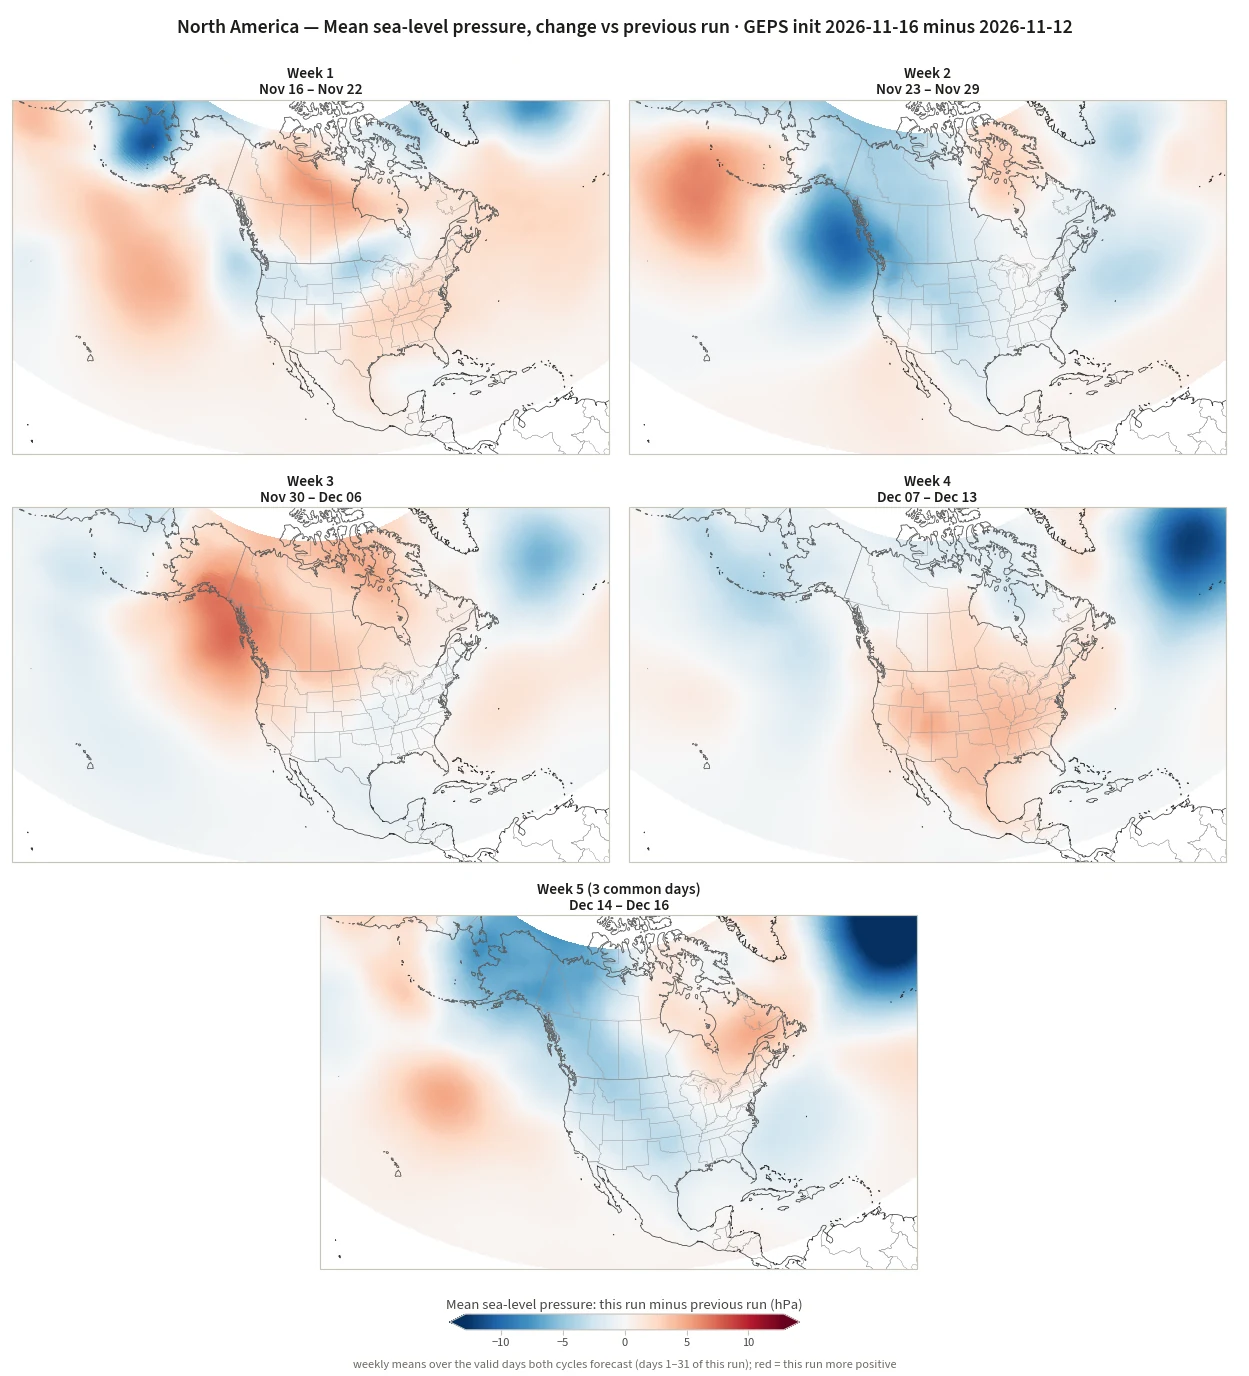 North America — Mean sea-level pressure, change vs previous run · GEPS init 2026-11-16 minus 2026-11-12
Week 1
Nov 16 – Nov 22
Week 2
Nov 23 – Nov 29
Week 3
Nov 30 – Dec 06
Week 4
Dec 07 – Dec 13
Week 5 (3 common days)
Dec 14 – Dec 16
Mean sea-level pressure: this run minus previous run (hPa)
−10 −5 0 5 10
weekly means over the valid days both cycles forecast (days 1–31 of this run); red = this run more positive